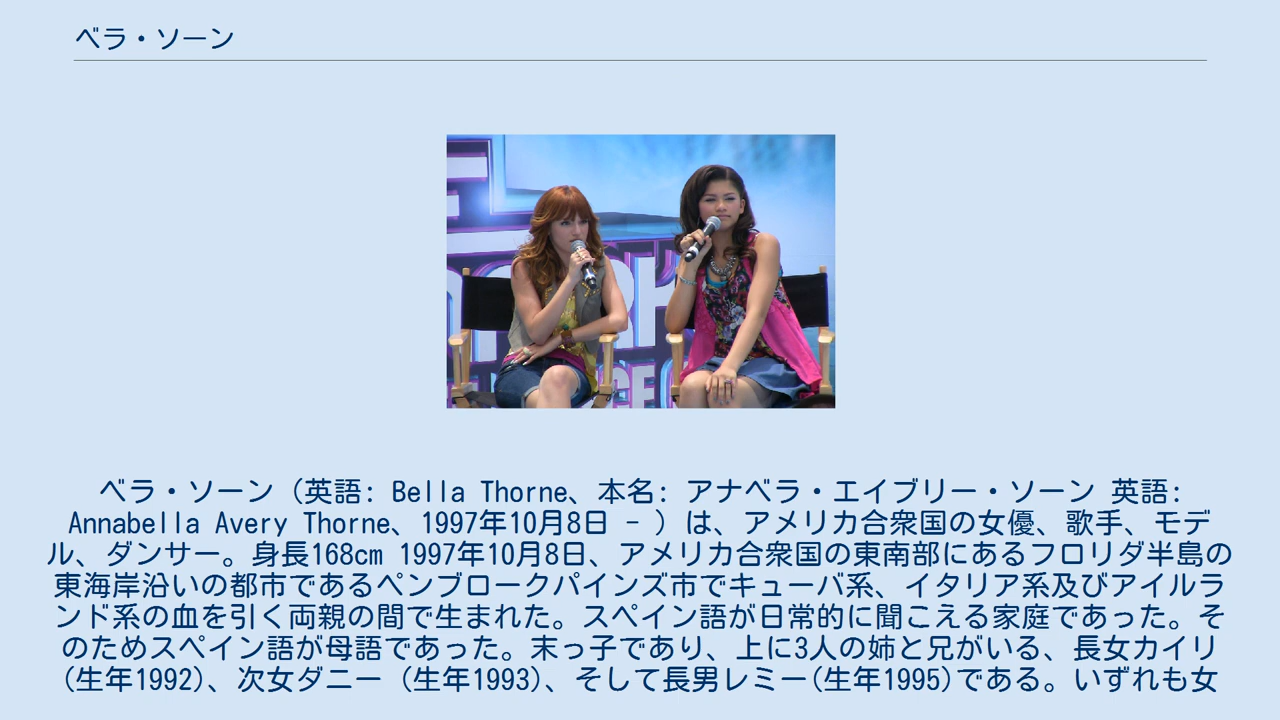 ベラ・ソーン
ベラ・ソーン（英語: Bella Thorne、本名: アナベラ・エイブリー・ソーン 英語:
Annabella Avery Thorne、1997年10月8日 - ）は、アメリカ合衆国の女優、歌手、モデ
ル、ダンサー。身長168cm 1997年10月8日、アメリカ合衆国の東南部にあるフロリダ半島の
東海岸沿いの都市であるペンブロークパインズ市でキューバ系、イタリア系及びアイルラ
ンド系の血を引く両親の間で生まれた。スペイン語が日常的に聞こえる家庭であった。そ
のためスペイン語が母語であった。末っ子であり、上に3人の姉と兄がいる、長女カイリ
(生年1992)、次女ダニー (生年1993)、そして長男レミー(生年1995)である。いずれも女